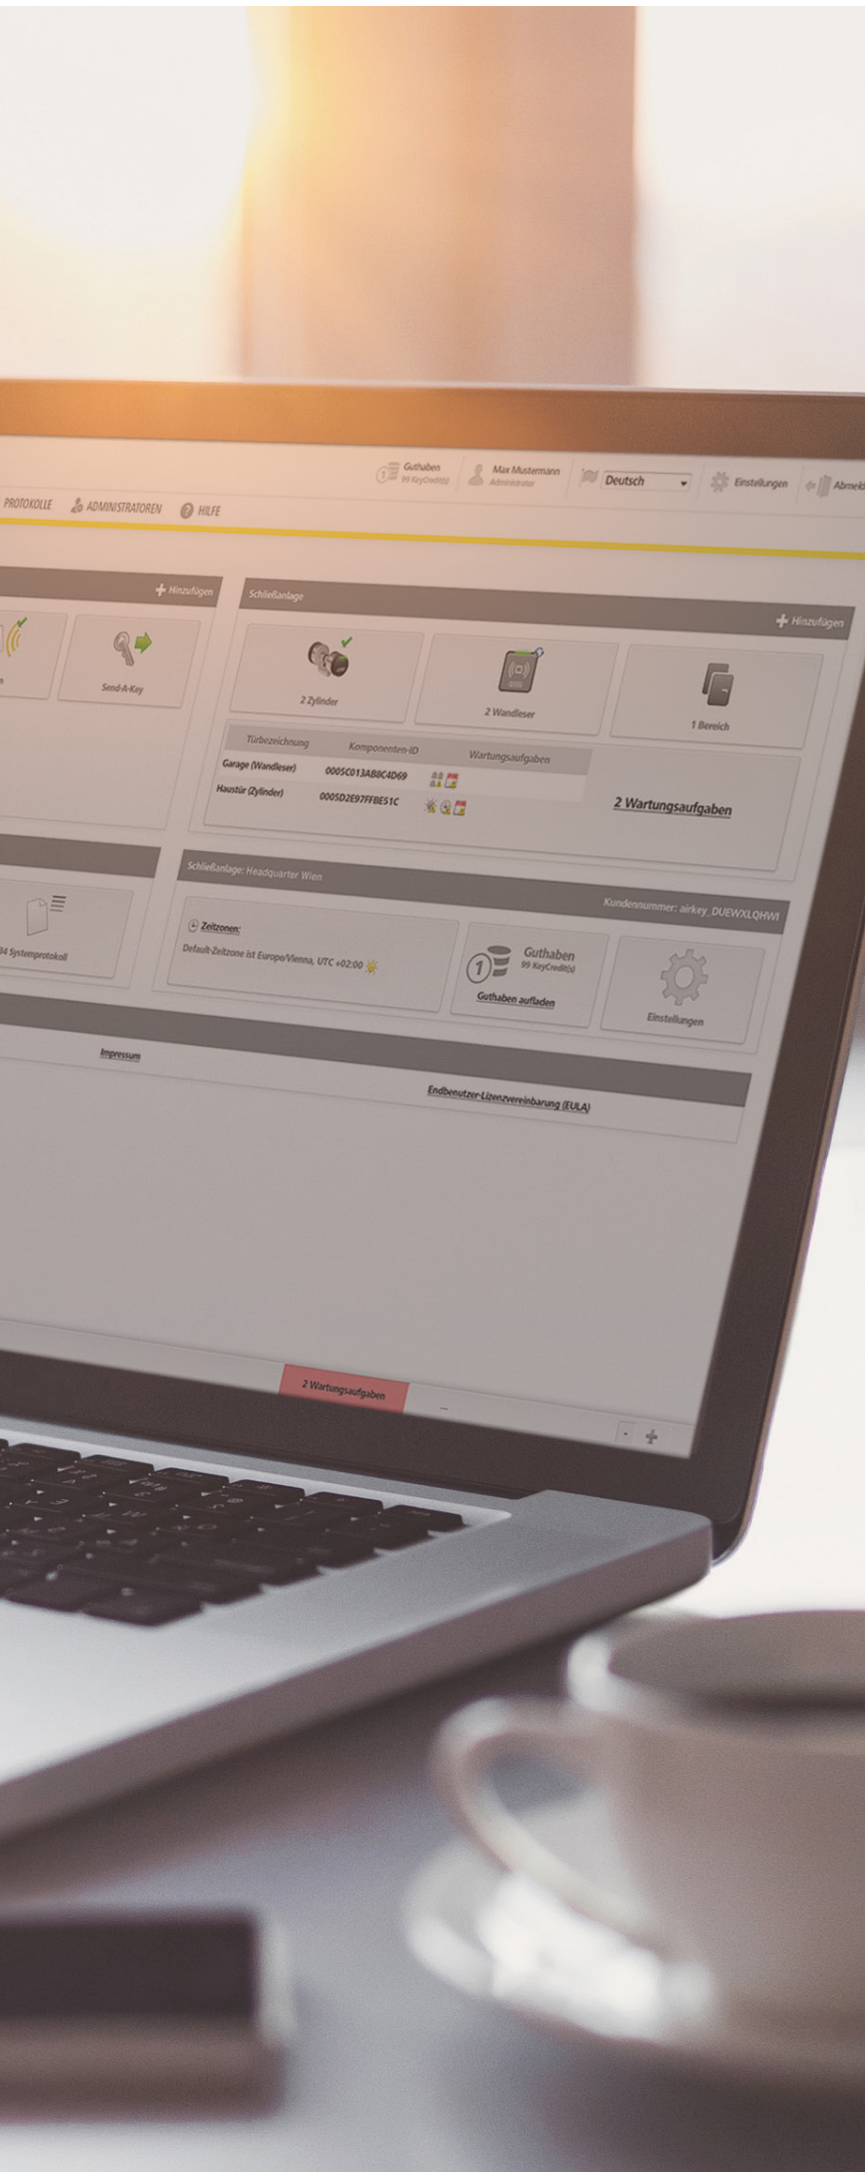 Guthaben
99 KeyCredit(s)
Max Mustermann
Administrator
Deutsch
Einstellungen
PROTOKOLLE
ADMINISTRATOREN
HILFE
Hinzufügen
Send-A-Key
Schließanlage
Hinzufügen
2 Zylinder
2 Wandleser
1 Bereich
Türbezeichnung Komponenten-ID Wartungsaufgaben
Garage (Wandleser) 0005C013AB8C4D69
Haustür (Zylinder) 0005D2E97FFBE51C
2 Wartungsaufgaben
Systemprotokoll
Schließanlage: Headquarter Wien
Kundennummer: airkey_DUEWXLQHWI
Zeitzonen:
Default-Zeitzone ist Europe/Vienna, UTC +02:00
Guthaben
99 KeyCredit(s)
Guthaben aufladen
Einstellungen
Impressum
Endbenutzer-Lizenzvereinbarung (EULA)
2 Wartungsaufgaben